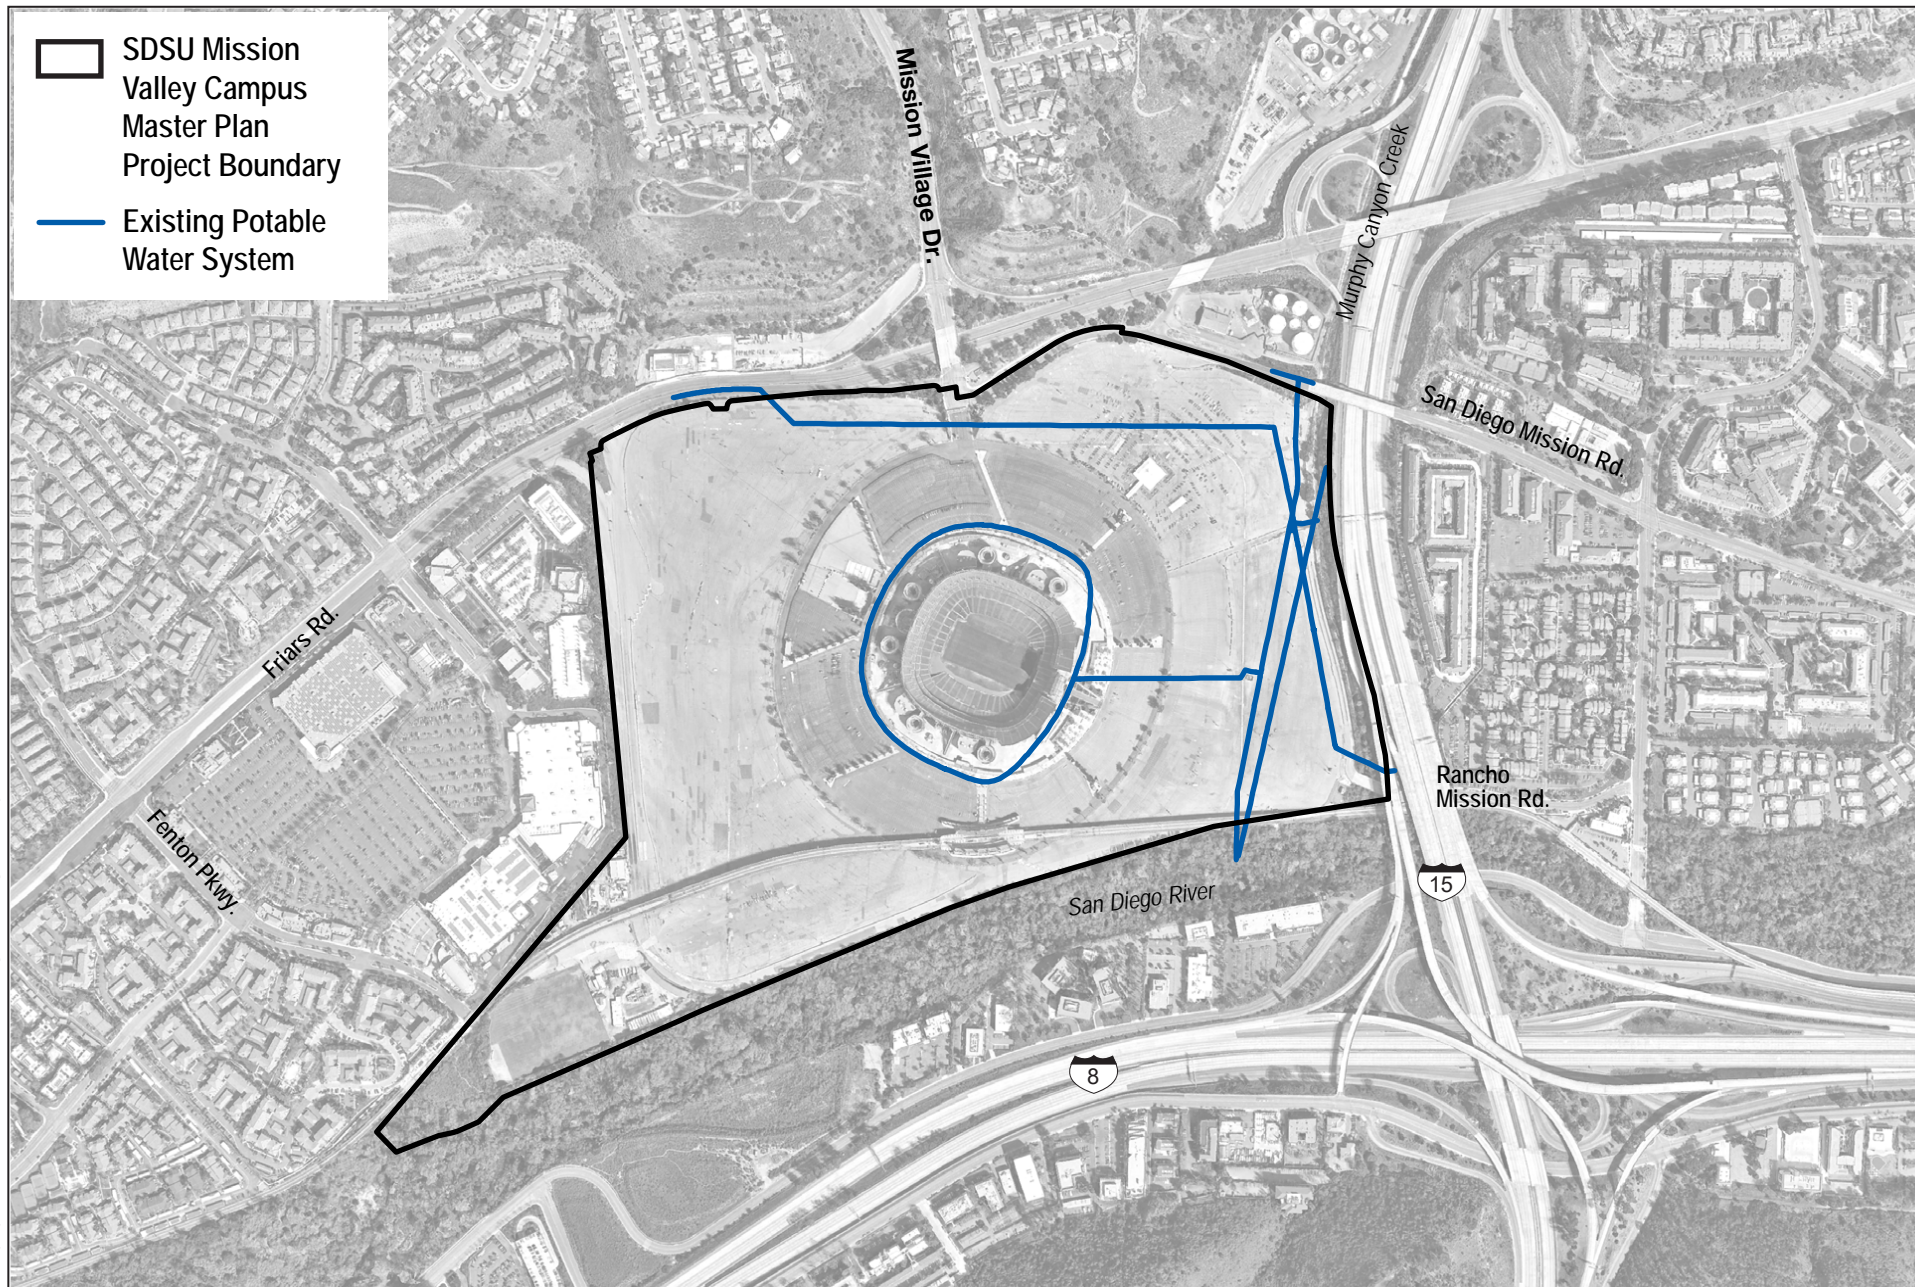 SDSU Mission
Valley Campus
Master Plan
Project Boundary
Existing Potable
Water System
Mission Village Dr.
Murphy Canyon Creek
San Diego Mission Rd.
Friars Rd.
Rancho
Mission Rd.
Fenton Pkwy.
San Diego River
15
8